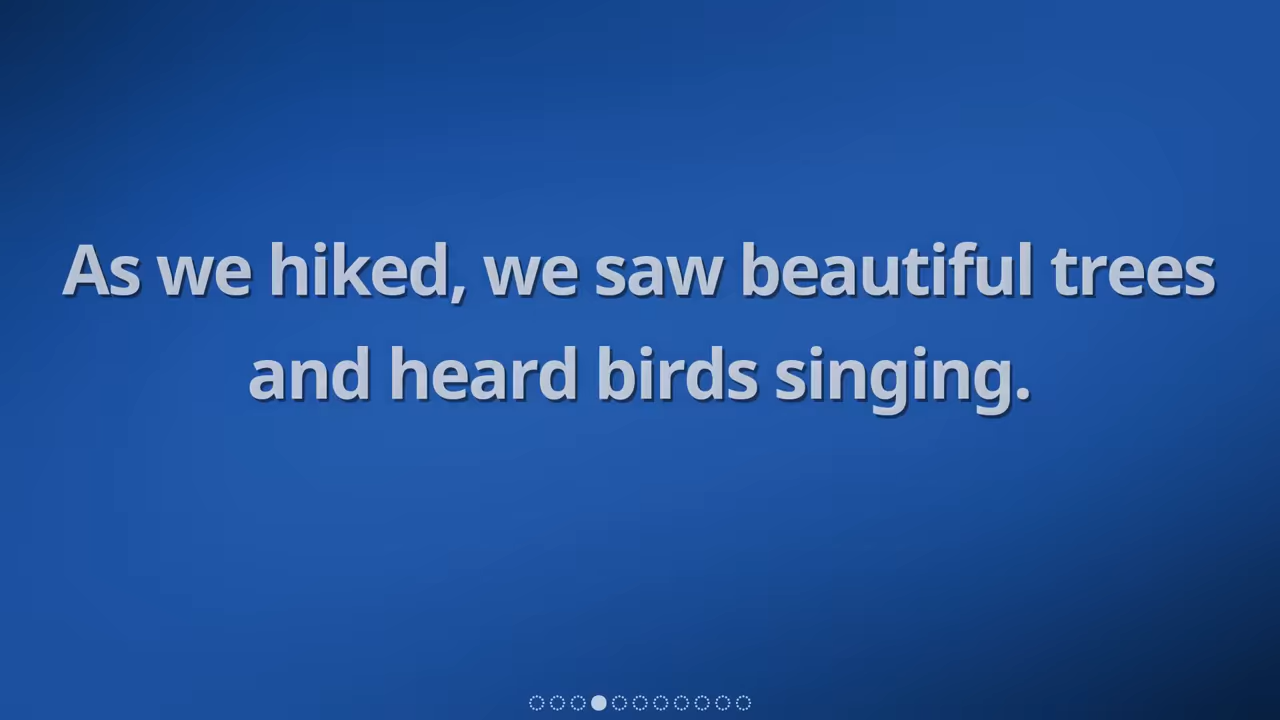 As we hiked, we saw beautiful trees
and heard birds singing.